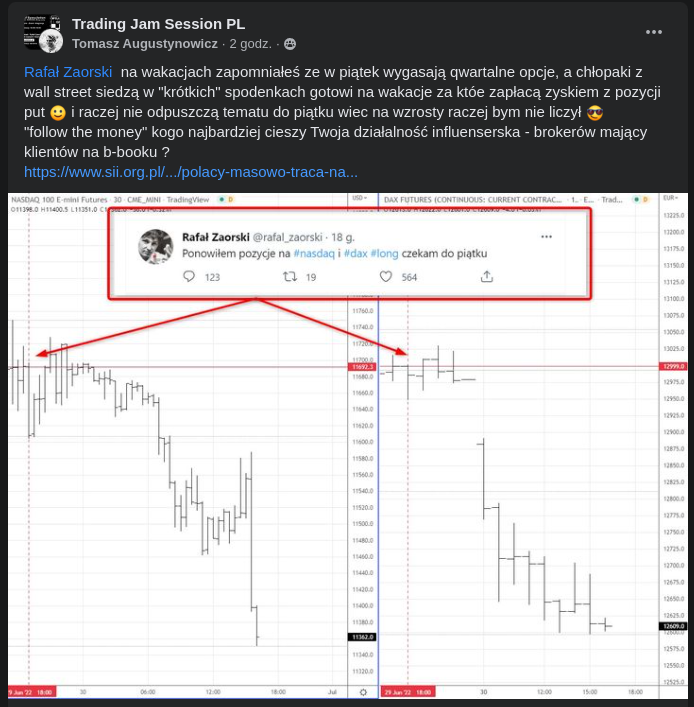 Trading Jam Session PL
Tomasz Augustynowicz · 2 godz. ·
Rafał Zaorski na wakacjach zapomniałeś ze w piątek wygasają qwartalne opcje, a chłopaki z
wall street siedzą w "krótkich" spodenkach gotowi na wakacje za któe zapłacą zyskiem z pozycji
put 🙂 i raczej nie odpuszczą tematu do piątku wiec na wzrosty raczej bym nie liczył 😎
"follow the money" kogo najbardziej cieszy Twoja działalność influenserska - brokerów mający
klientów na b-booku ?
https://www.sii.org.pl/.../polacy-masowo-traca-na...
NASDAQ 100 E-mini Futures · 30 · CME_MINI · TradingView D
USD
DAX FUTURES (CONTINUOUS: CURRENT CONTRAC... · 1.. E... Trad... D
EUR
O11398.0 H11400.5 L11351.0
Rafał Zaorski @rafal_zaorski · 18 g.
Ponowiłem pozycje na #nasdaq i #dax #long czekam do piątku
123 19 564
11760.0
11720.0
11700.0
11692.3
11680.0
11660.0
11640.0
11620.0
11600.0
11580.0
11560.0
11540.0
11520.0
11500.0
11480.0
11460.0
11440.0
11420.0
11400.0
11380.0
11362.0
11340.0
11320.0
13225.0
13200.0
13175.0
13150.0
13125.0
13100.0
13075.0
13050.0
13025.0
12999.0
12975.0
12950.0
12925.0
12900.0
12875.0
12850.0
12825.0
12800.0
12775.0
12750.0
12725.0
12700.0
12675.0
12650.0
12625.0
12609.0
12575.0
12550.0
12525.0
9 Jun '22 18:00 30 06:00 12:00 18:00 Jul
29 Jun '22 18:00 30 12:00 15:00 18:00